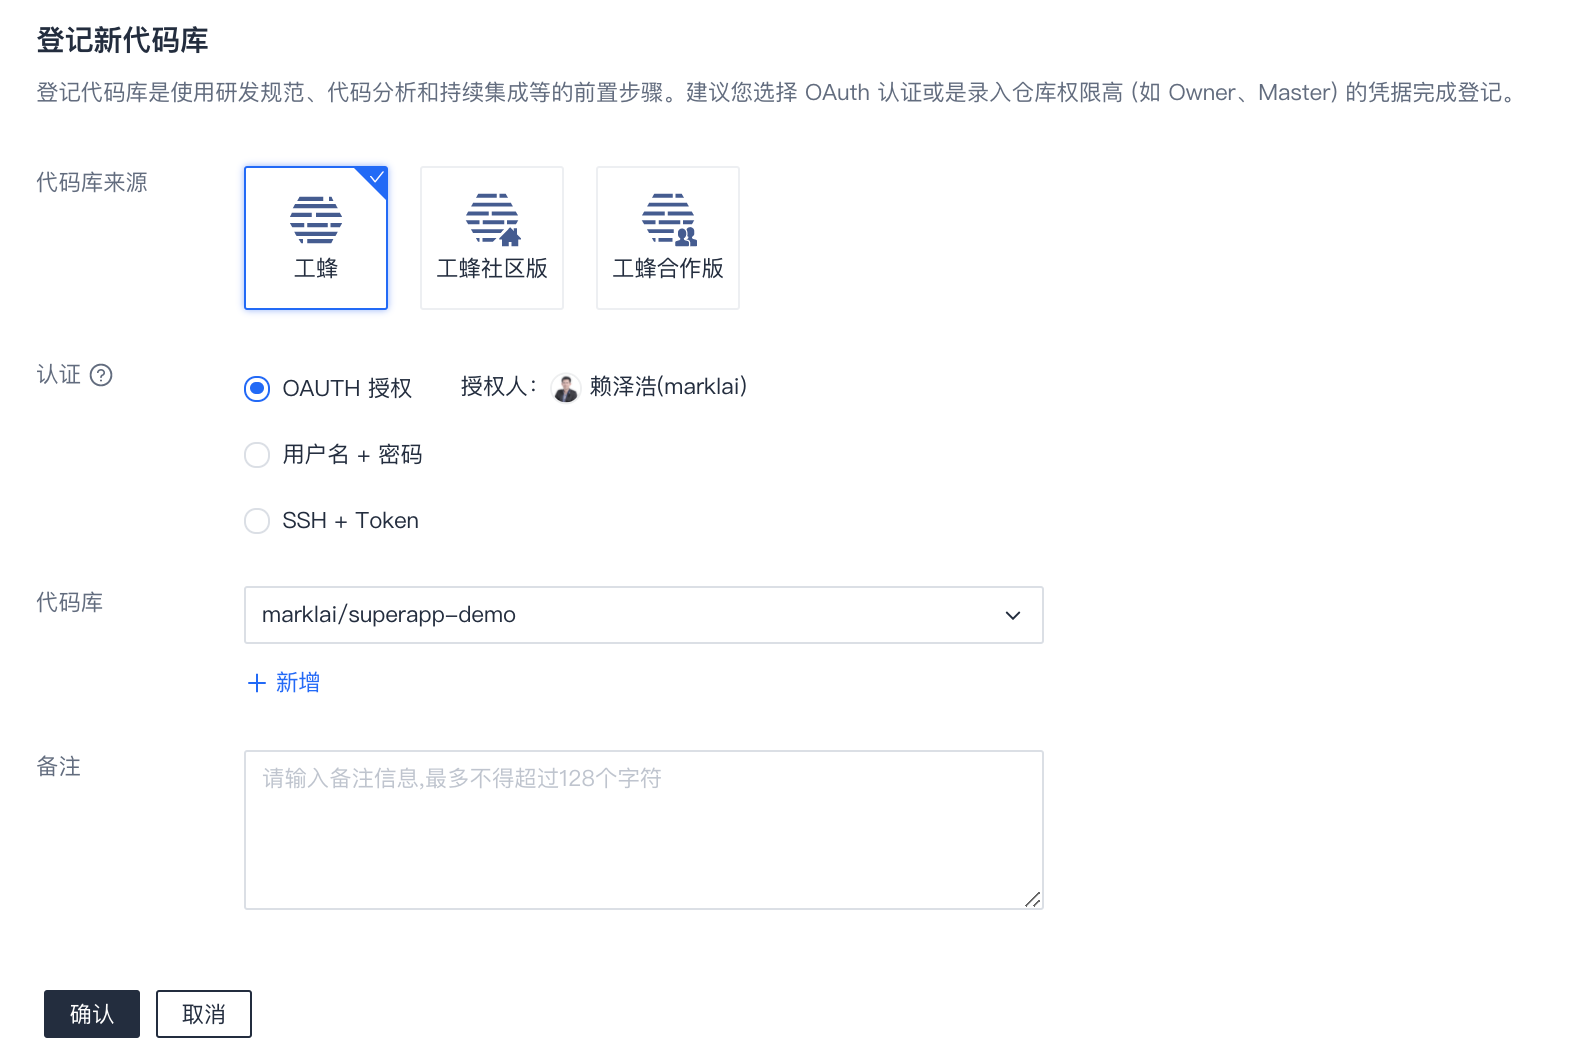 登记新代码库
登记代码库是使用研发规范、代码分析和持续集成等的前置步骤。建议您选择 OAuth 认证或是录入仓库权限高 (如 Owner、Master) 的凭据完成登记。
代码库来源
工蜂
工蜂社区版
工蜂合作版
认证
OAUTH 授权 授权人： 赖泽浩(marklai)
用户名 + 密码
SSH + Token
代码库
marklai/superapp-demo
+ 新增
备注
请输入备注信息,最多不得超过128个字符
确认 取消